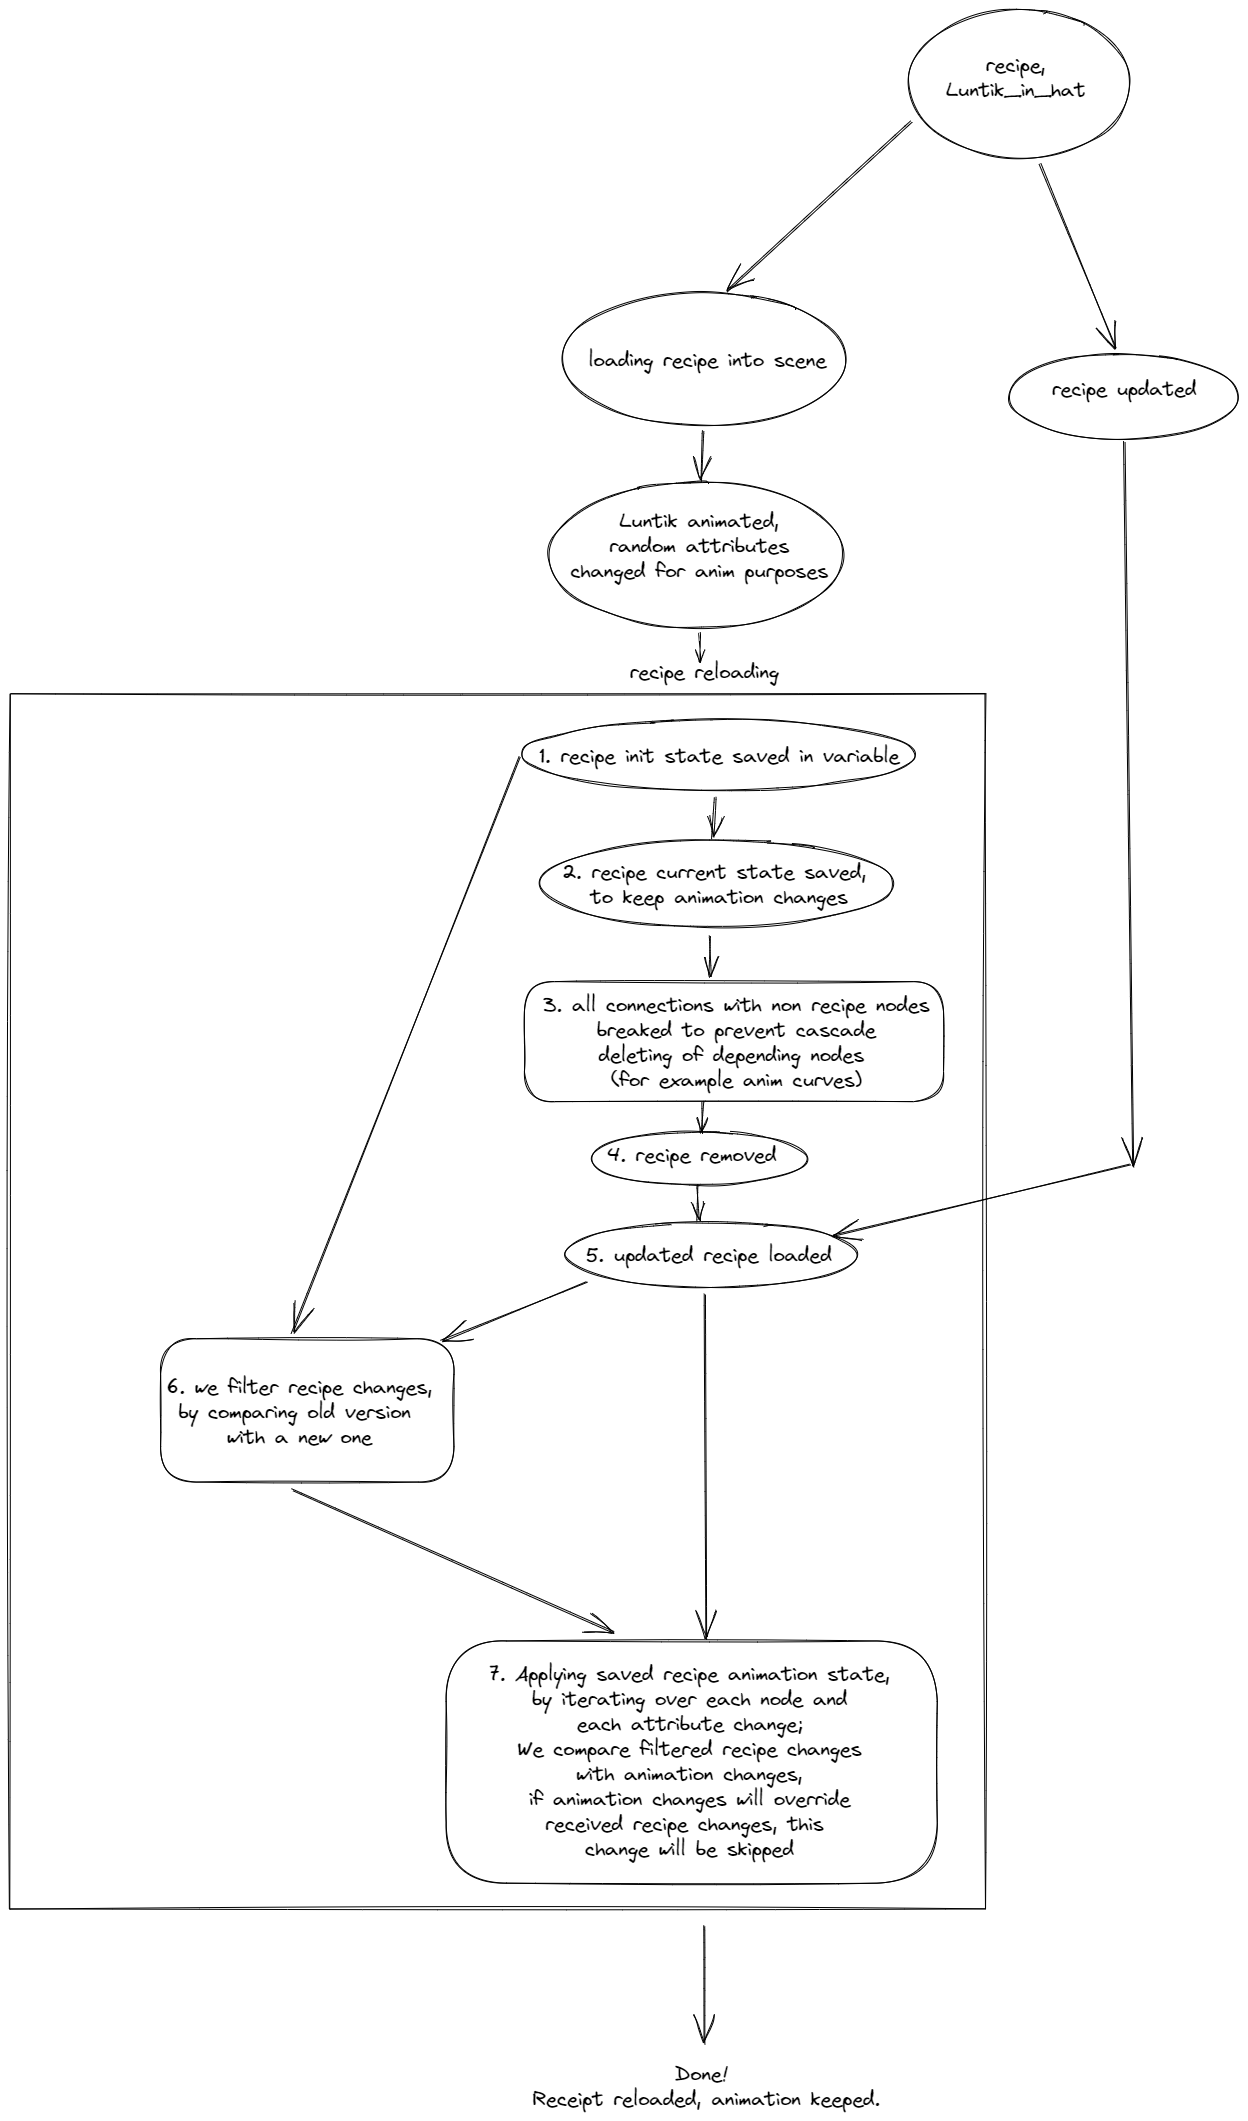 recipe,
Luntik_in_hat
loading recipe into scene
recipe updated
Luntik animated,
random attributes
changed for anim purposes
recipe reloading
1. recipe init state saved in variable
2. recipe current state saved,
to keep animation changes
3. all connections with non recipe nodes
breaked to prevent cascade
deleting of depending nodes
(for example anim curves)
4. recipe removed
5. updated recipe loaded
6. we filter recipe changes,
by comparing old version
with a new one
7. Applying saved recipe animation state,
by iterating over each node and
each attribute change;
We compare filtered recipe changes
with animation changes,
if animation changes will override
received recipe changes, this
change will be skipped
Done!
Receipt reloaded, animation keeped.